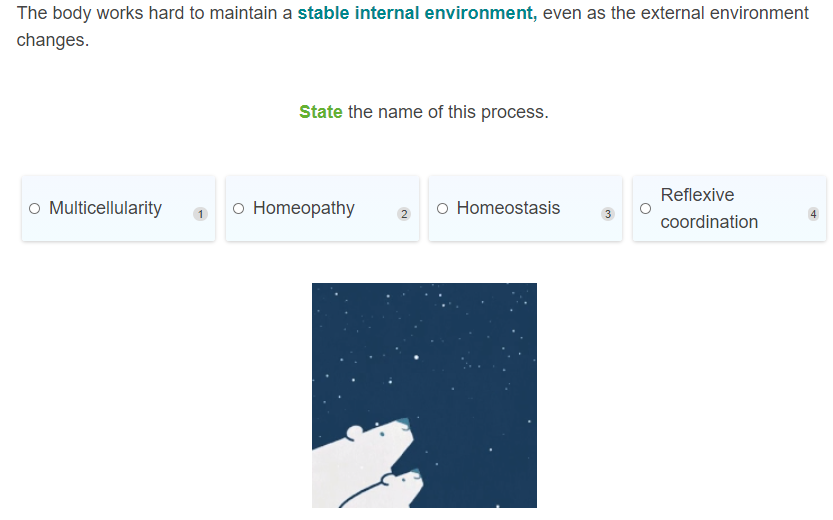 The body works hard to maintain a stable internal environment, even as the external environment
changes.
State the name of this process.
Multicellularity 1
Homeopathy 2
Homeostasis 3
Reflexive
coordination 4